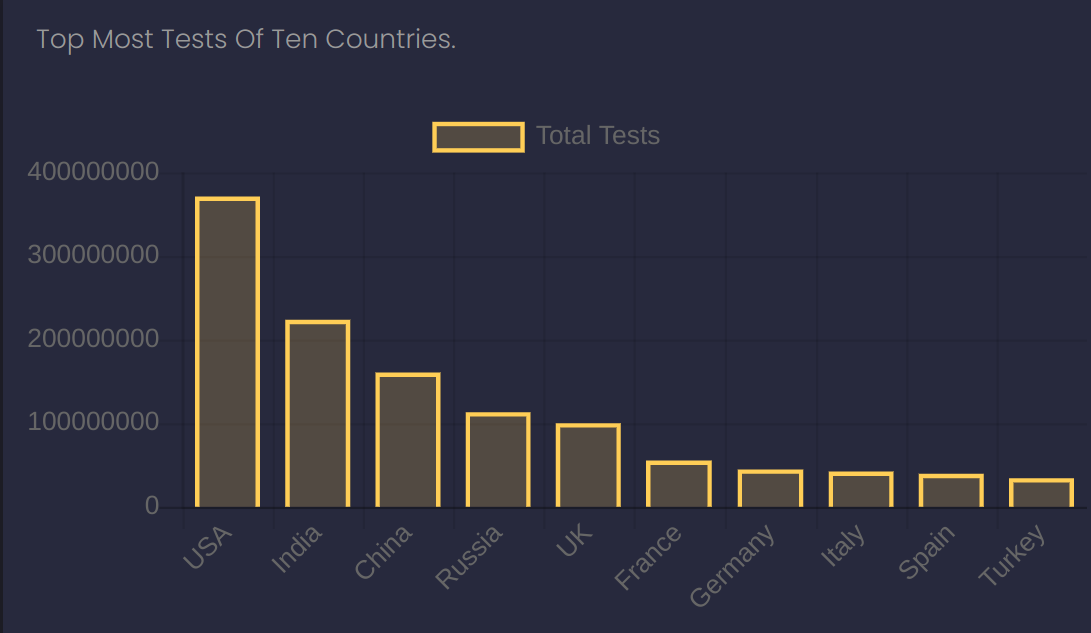 Top Most Tests Of Ten Countries.
Total Tests
400000000
300000000
200000000
100000000
0
USA
India
China
Russia
UK
France
Germany
Italy
Spain
Turkey